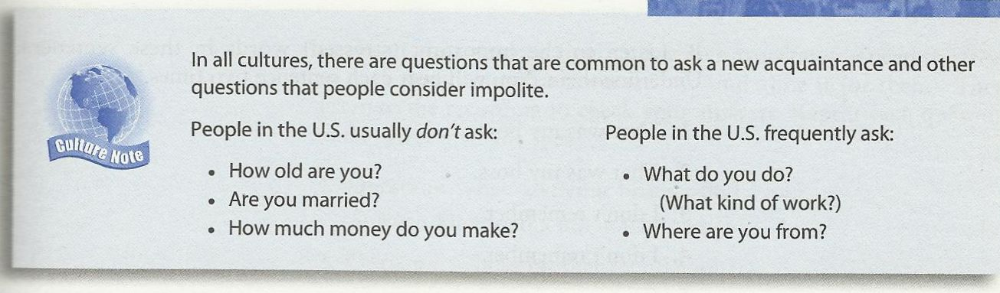 In all cultures, there are questions that are common to ask a new acquaintance and other
questions that people consider impolite.
Culture Note
People in the U.S. usually don't ask:
• How old are you?
• Are you married?
• How much money do you make?
People in the U.S. frequently ask:
• What do you do?
(What kind of work?)
• Where are you from?